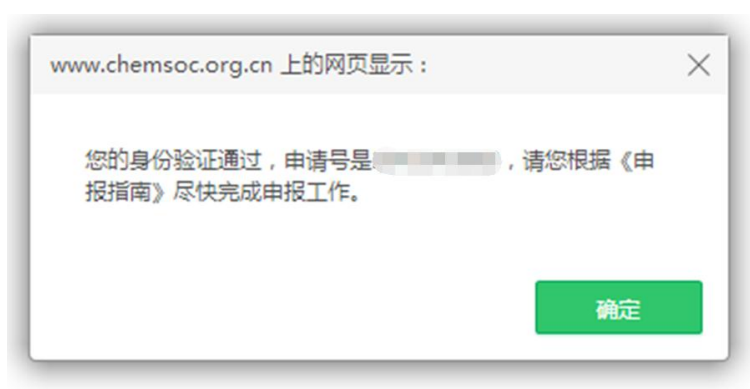 www.chemsoc.org.cn 上的网页显示：
您的身份验证通过，申请号是，请您根据《申
报指南》尽快完成申报工作。
确定